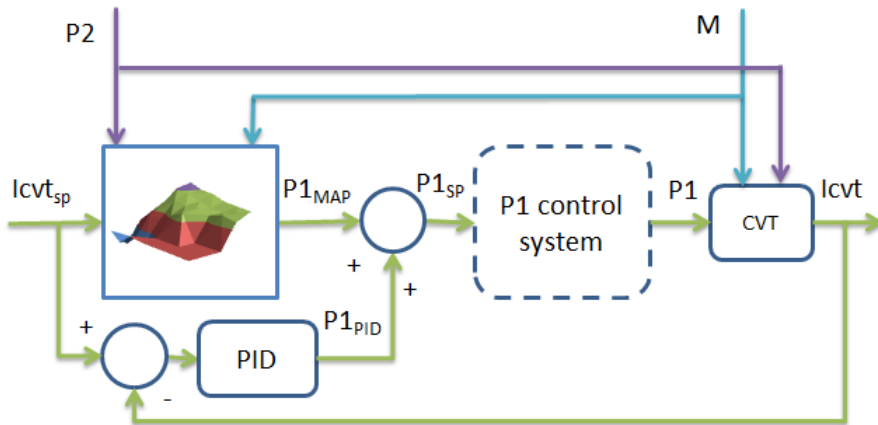 P2
M
Icvt_sp
P1_MAP
P1_SP
P1 control
system
P1
Icvt
CVT
+
+
+
P1_PID
PID
-